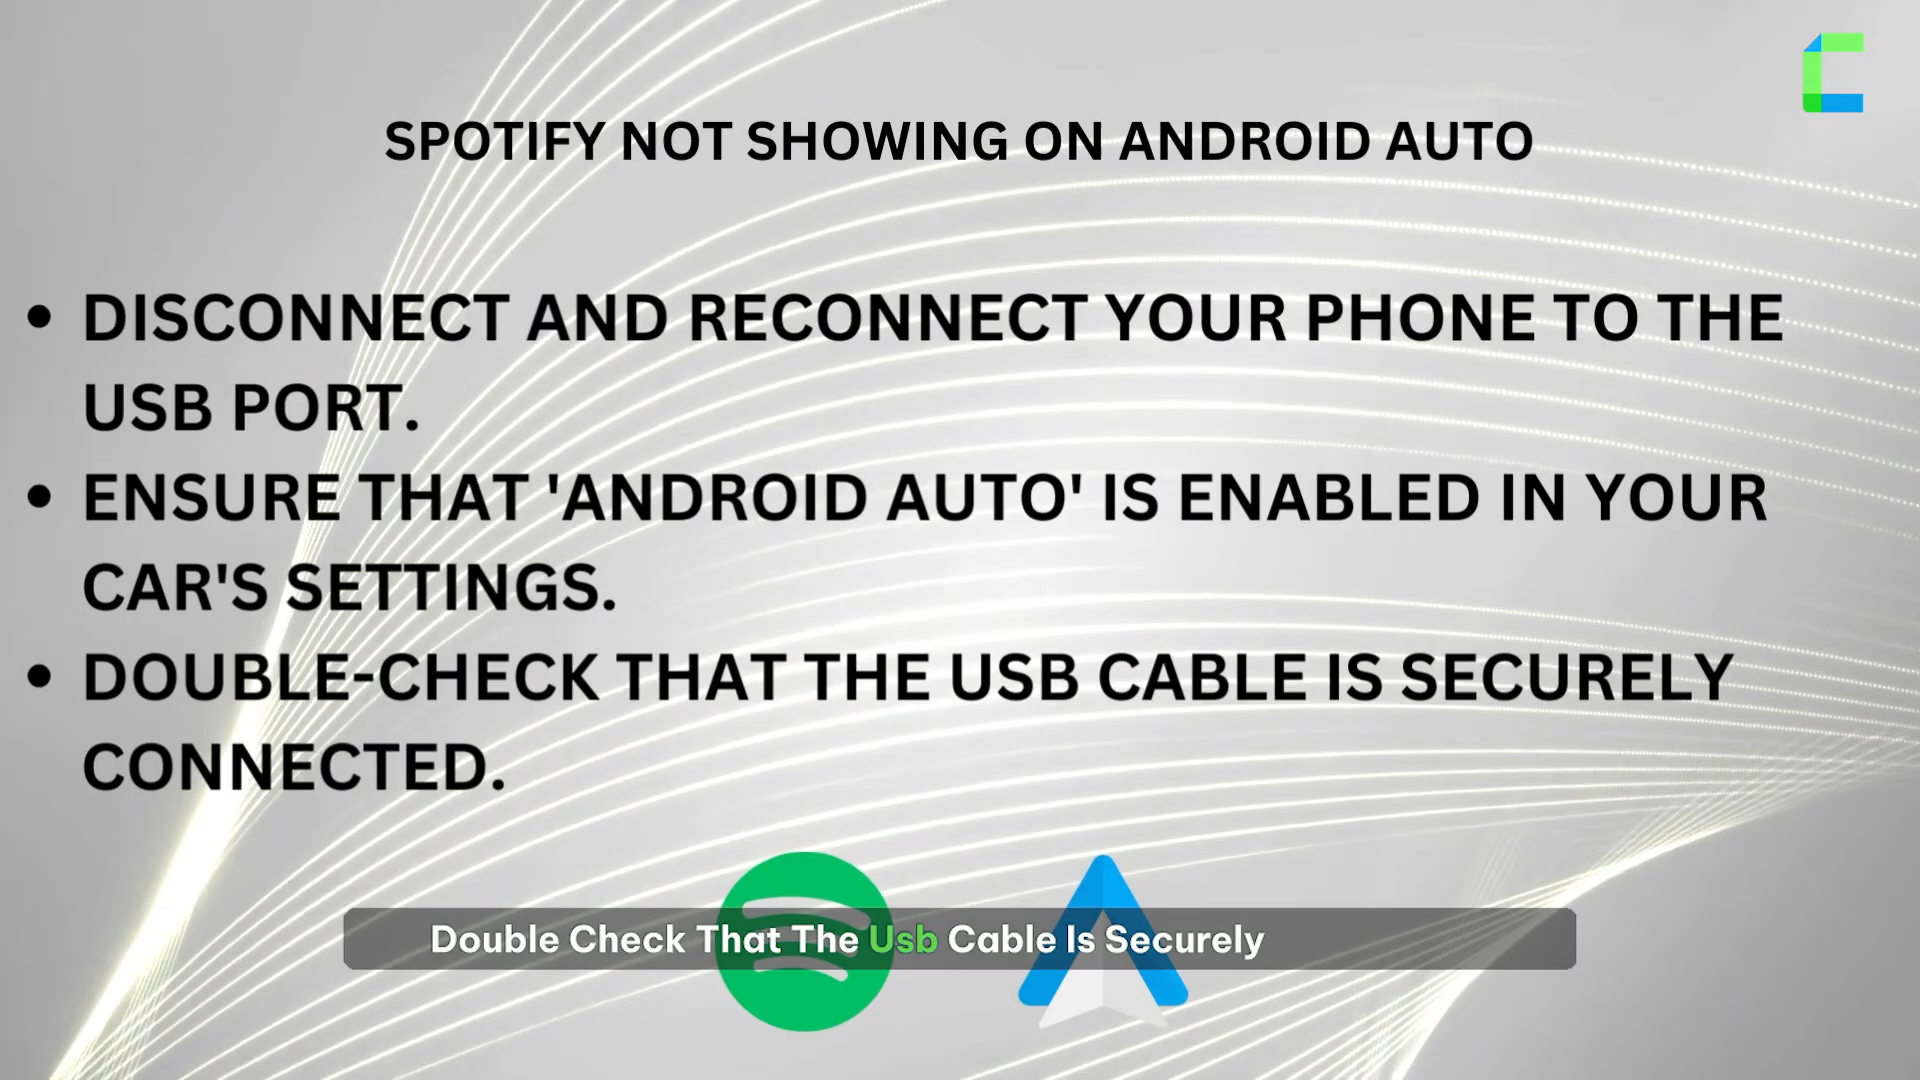 SPOTIFY NOT SHOWING ON ANDROID AUTO
• DISCONNECT AND RECONNECT YOUR PHONE TO THE
USB PORT.
• ENSURE THAT 'ANDROID AUTO' IS ENABLED IN YOUR
CAR'S SETTINGS.
• DOUBLE-CHECK THAT THE USB CABLE IS SECURELY
CONNECTED.
Double Check That The Usb Cable Is Securely